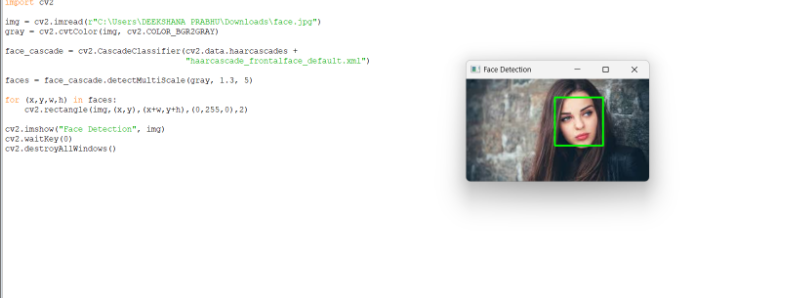 import cv2
img = cv2.imread(r"C:\Users\DEEKSHANA PRABHU\Downloads\face.jpg")
gray = cv2.cvtColor(img, cv2.COLOR_BGR2GRAY)
face_cascade = cv2.CascadeClassifier(cv2.data.haarcascades +
"haarcascade_frontalface_default.xml")
faces = face_cascade.detectMultiScale(gray, 1.3, 5)
for (x,y,w,h) in faces:
cv2.rectangle(img,(x,y),(x+w,y+h),(0,255,0),2)
cv2.imshow("Face Detection", img)
cv2.waitKey(0)
cv2.destroyAllWindows()
Face Detection